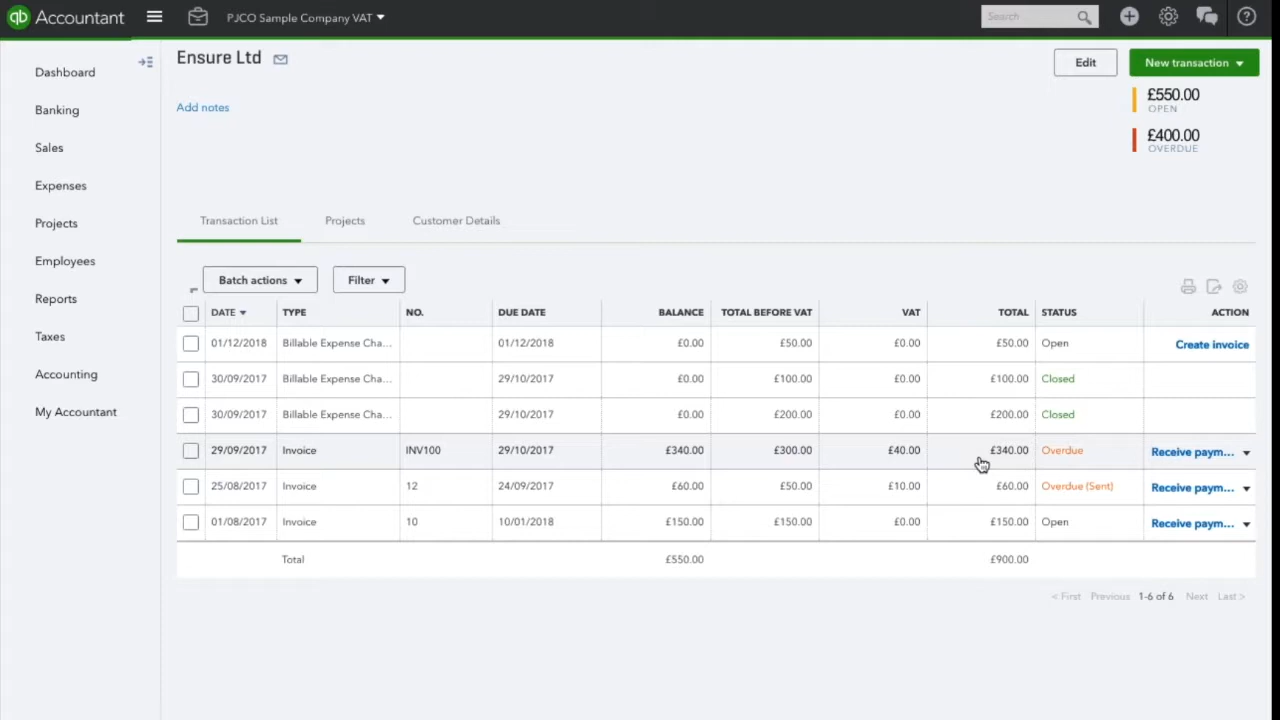 qb Accountant PJCO Sample Company VAT Search
Ensure Ltd Edit New transaction
Add notes
£550.00
OPEN
£400.00
OVERDUE
Dashboard
Banking
Sales
Expenses
Projects
Employees
Reports
Taxes
Accounting
My Accountant
Transaction List Projects Customer Details
Batch actions Filter
DATE TYPE NO. DUE DATE BALANCE TOTAL BEFORE VAT VAT TOTAL STATUS ACTION
01/12/2018 Billable Expense Cha... 01/12/2018 £0.00 £50.00 £0.00 £50.00 Open Create invoice
30/09/2017 Billable Expense Cha... 29/10/2017 £0.00 £100.00 £0.00 £100.00 Closed
30/09/2017 Billable Expense Cha... 29/10/2017 £0.00 £200.00 £0.00 £200.00 Closed
29/09/2017 Invoice INV100 29/10/2017 £340.00 £300.00 £40.00 £340.00 Overdue Receive paym...
25/08/2017 Invoice 12 24/09/2017 £60.00 £50.00 £10.00 £60.00 Overdue (Sent) Receive paym...
01/08/2017 Invoice 10 10/01/2018 £150.00 £150.00 £0.00 £150.00 Open Receive paym...
Total £550.00 £900.00
< First Previous 1-6 of 6 Next Last >